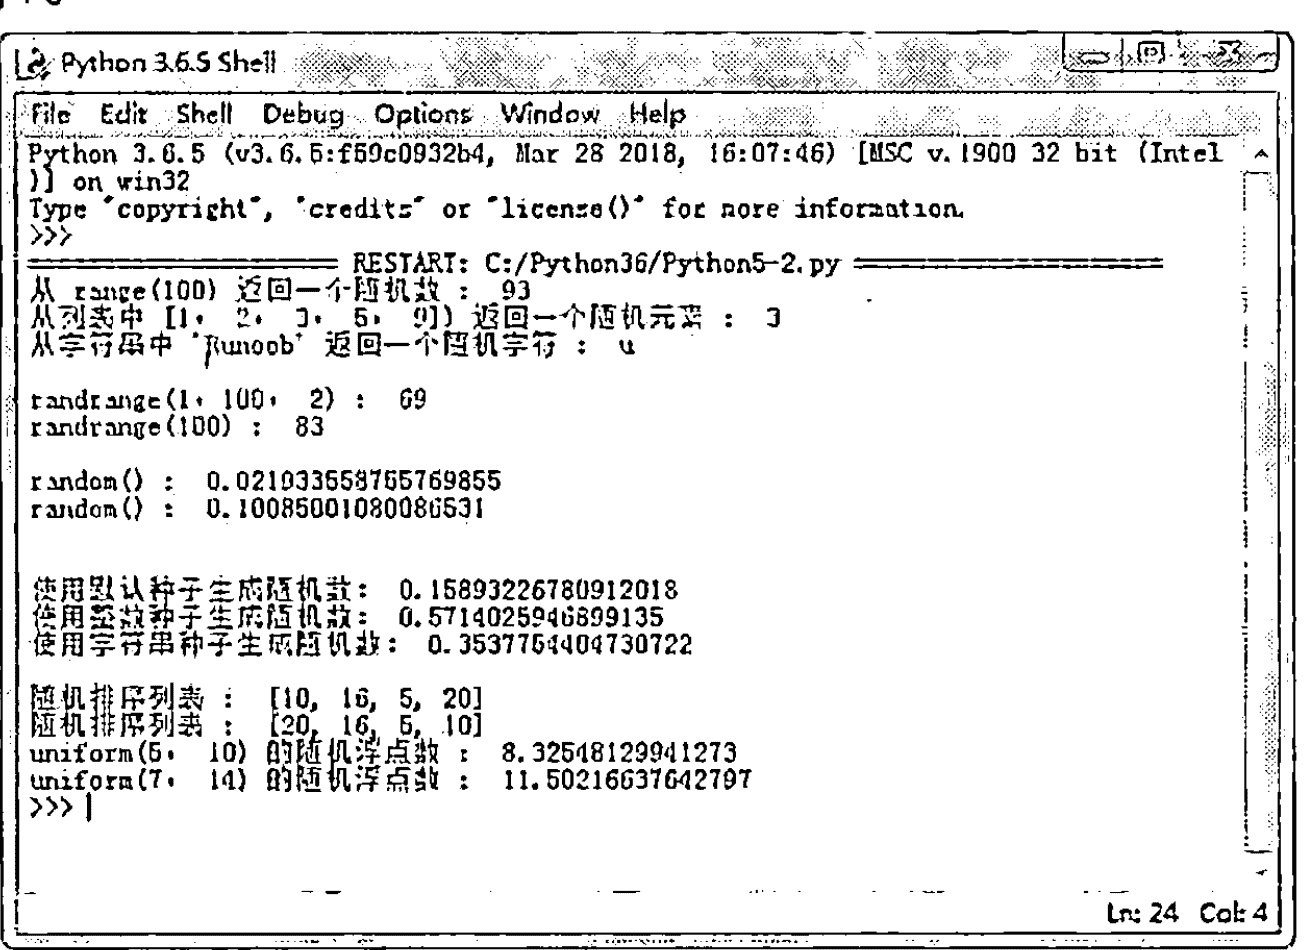 Python 3.6.5 Shell
File Edit Shell Debug Options Window Help
Python 3.6.5 (v3.6.5:f59c0932b4, Mar 28 2018, 16:07:46) [MSC v.1900 32 bit (Intel
)] on win32
Type "copyright", "credits" or "license()" for more information.
>>>
RESTART: C:/Python36/Python5-2.py
从 range(100) 返回一个随机数 : 93
从列表中 [1, 2, 3, 5, 9]) 返回一个随机元素 : 3
从字符串中 'Runoob' 返回一个随机字符 : u
randrange(1, 100, 2) : 69
randrange(100) : 83
random() :
random() : 0.10085001080086531
使用默认种子生成随机数: 0.15893226780912018
使用整数种子生成随机数: 0.5714025946899135
使用字符串种子生成随机数: 0.3537754404730722
随机排序列表 : [10, 16, 5, 20]
随机排序列表 : [20, 16, 5, 10]
uniform(5, 10) 的随机浮点数 : 8.32548129941273
uniform(7, 14) 的随机浮点数 : 11.50216637642797
>>>
Ln: 24 Col: 4